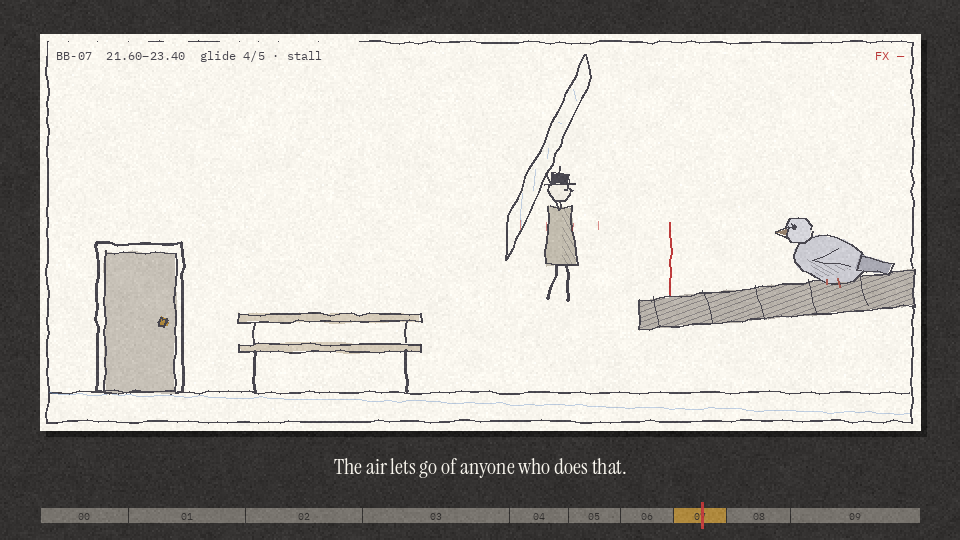 BB-07 21.60–23.40 glide 4/5 · stall
FX —
The air lets go of anyone who does that.
00 01 02 03 04 05 06 07 08 09